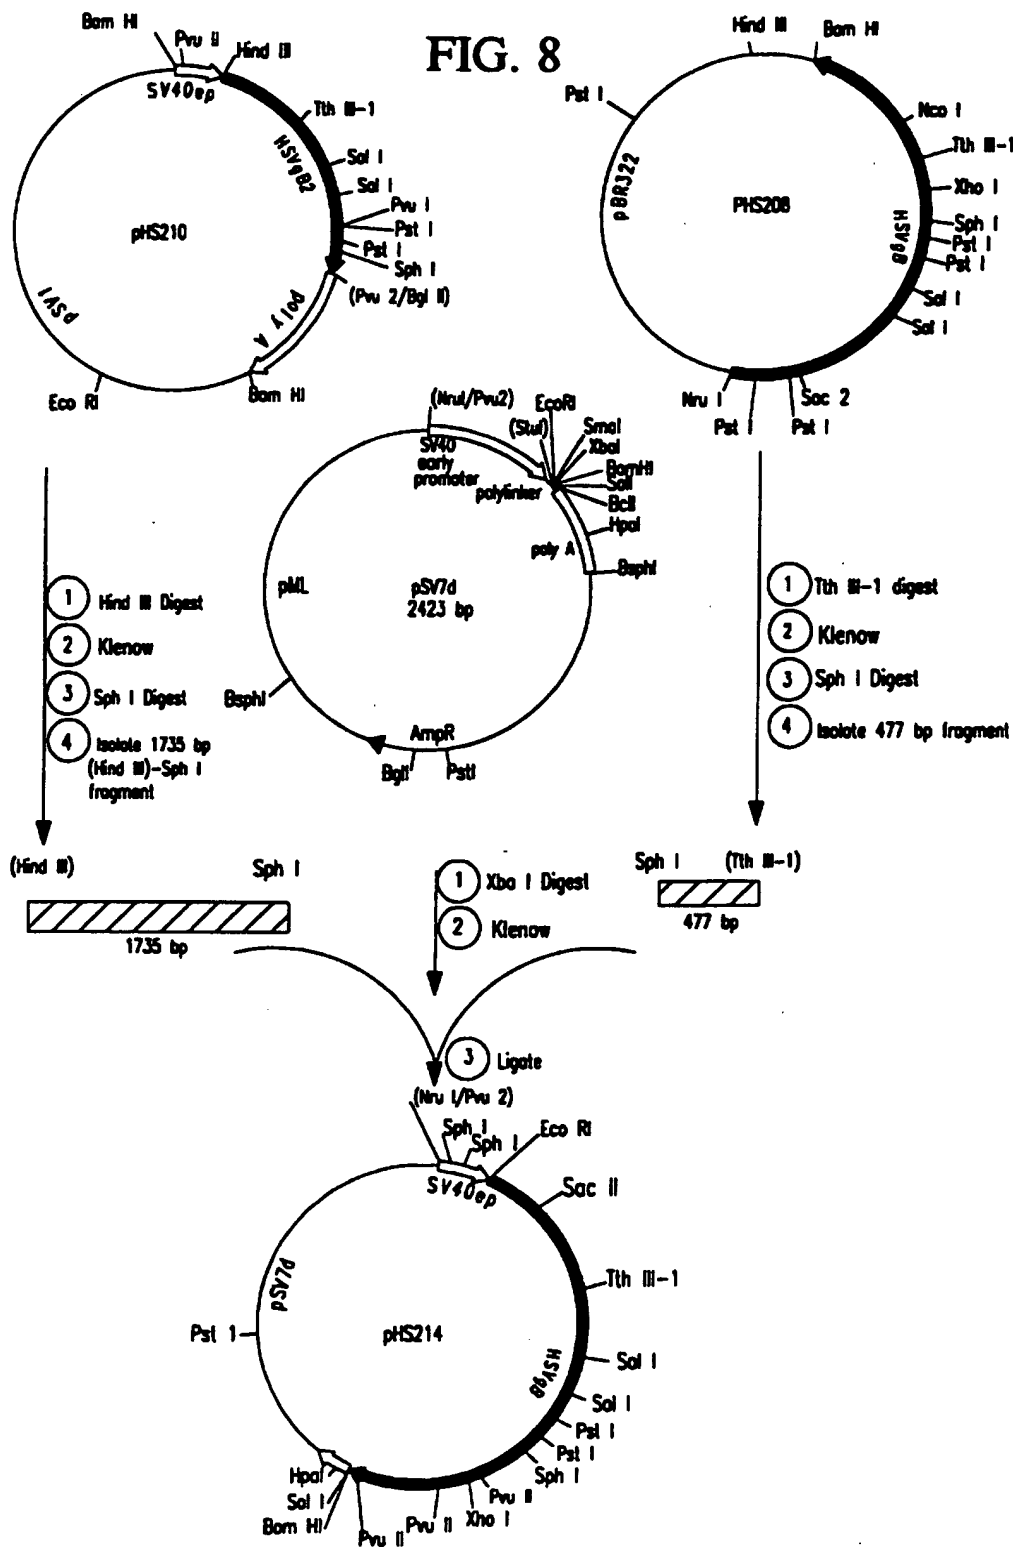 FIG. 8
Bam HI
Pvu II
Hind III
SV40ep
Tth III-1
HSVgB2
Sal I
Sal I
Pvu I
Pst I
Pst I
Sph I
(Pvu 2/Bgl II)
poly A
Bam HI
Eco RI
pSV1
pHS210
Hind III
Bam HI
Pst I
Nco I
Tth III-1
Xho I
Sph I
Pst I
Pst I
HSVgB
Sal I
Sal I
Sac 2
Pst I
Pst I
Nru I
pBR322
PHS208
(NruI/Pvu2)
EcoRI
(StuI)
SmaI
XbaI
BamHI
SalI
BclI
HpaI
BsphI
SV40
early
promoter
polylinker
poly A
pML
pSV7d
2423 bp
BsphI
AmpR
BglI
PstI
1 Hind III Digest
2 Klenow
3 Sph I Digest
4 Isolate 1735 bp
(Hind III)-Sph I
fragment
1 Tth III-1 digest
2 Klenow
3 Sph I Digest
4 Isolate 477 bp fragment
(Hind III)
Sph I
1735 bp
Sph I
(Tth III-1)
477 bp
1 Xba I Digest
2 Klenow
3 Ligate
(Nru I/Pvu 2)
Sph I
Sph I
Eco RI
SV40ep
Sac II
Tth III-1
pSV7d
Pst 1
pHS214
HSVgB
Sal I
Sal I
Pst I
Pst I
Sph I
Pvu II
Xho I
Pvu II
Pvu II
Hpal
Sal I
Bam HI